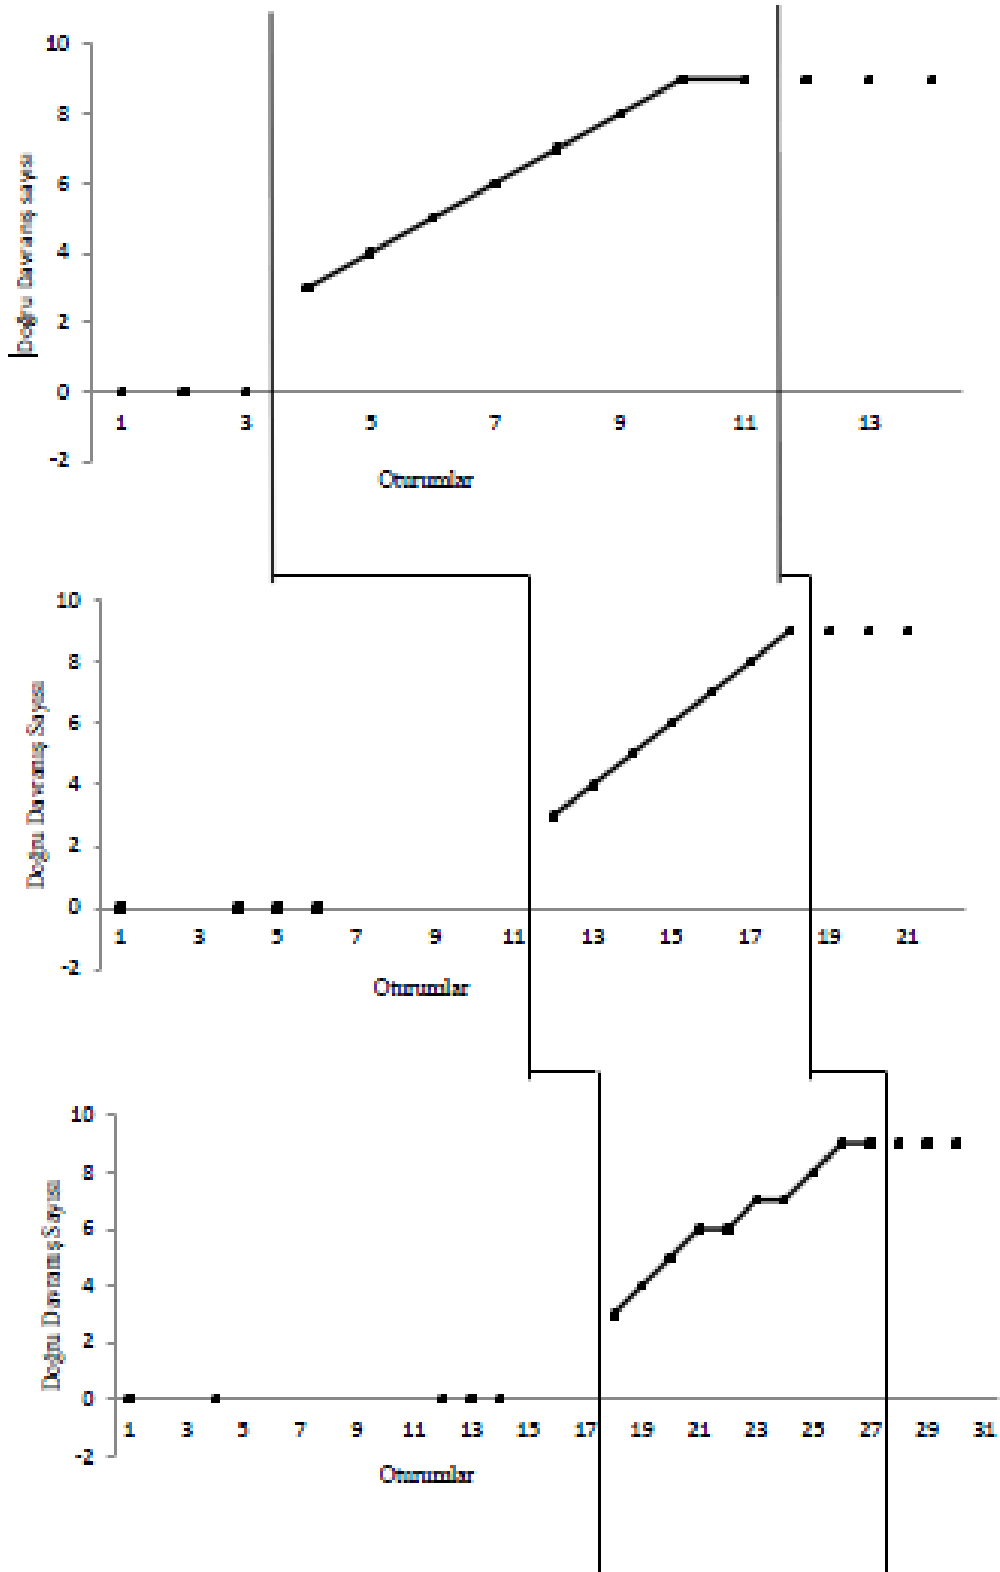 10
8
6
4
2
0
-2
Doğru Davranış sayısı
1 3 5 7 9 11 13
Oturumlar
10
8
6
4
2
0
-2
Doğru Davranış Sayısı
1 3 5 7 9 11 13 15 17 19 21
Oturumlar
10
8
6
4
2
0
-2
Doğru Davranış Sayısı
1 3 5 7 9 11 13 15 17 19 21 23 25 27 29 31
Oturumlar